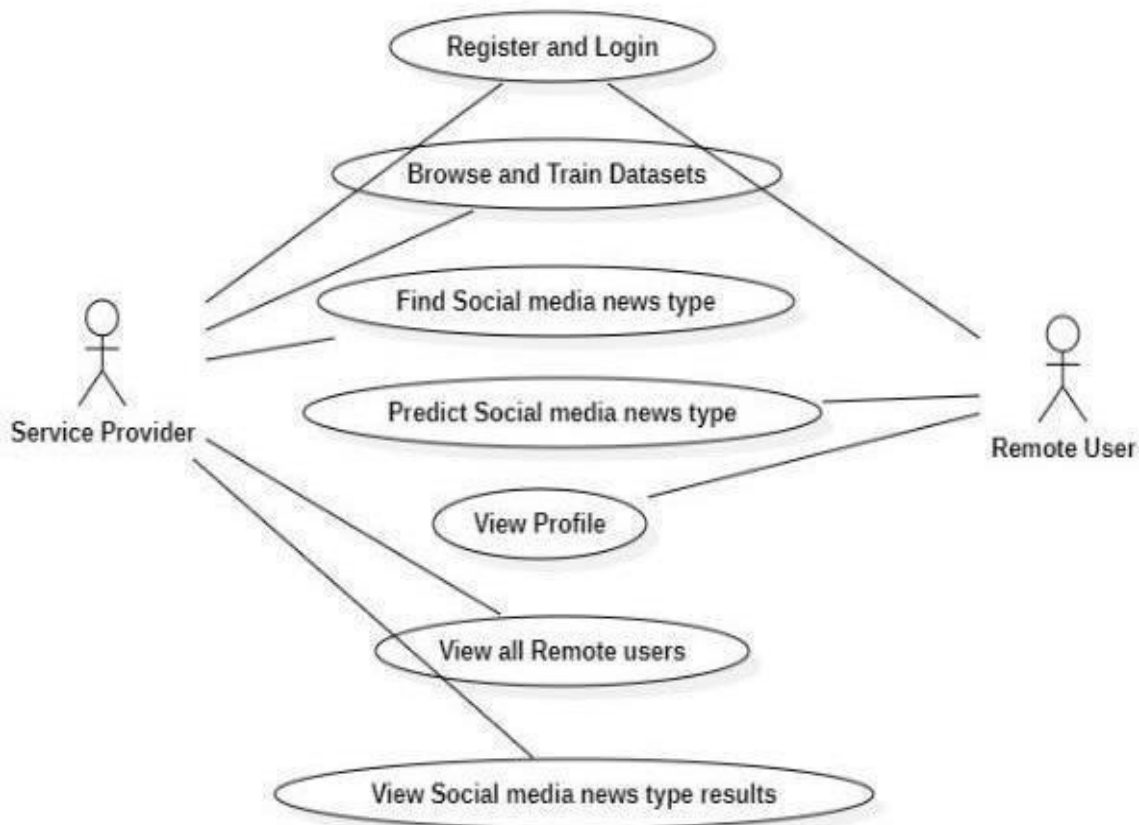 Register and Login
Browse and Train Datasets
Find Social media news type
Predict Social media news type
Service Provider
Remote User
View Profile
View all Remote users
View Social media news type results